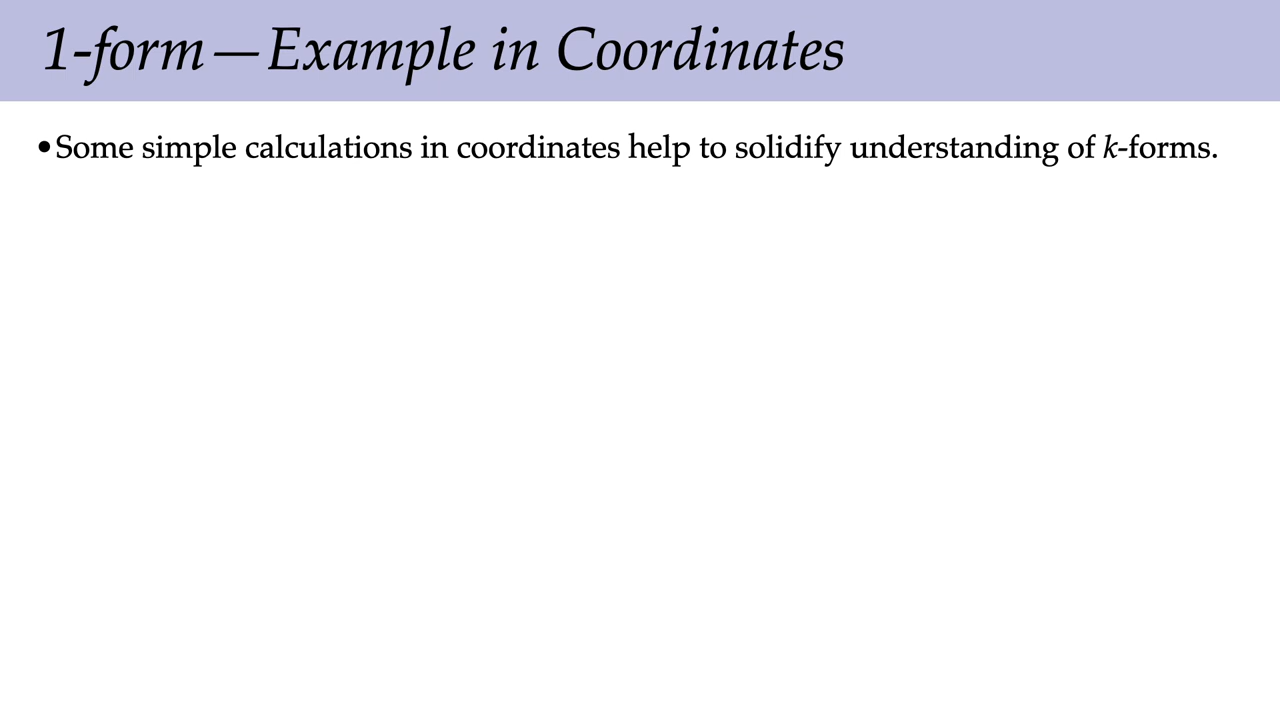 1-form—Example in Coordinates
•Some simple calculations in coordinates help to solidify understanding of k-forms.